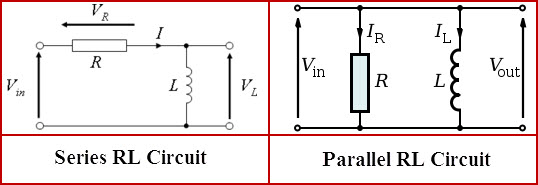 V_R
I
R
V_in
L
V_L
Series RL Circuit
I_R
I_L
V_in
R
L
V_out
Parallel RL Circuit